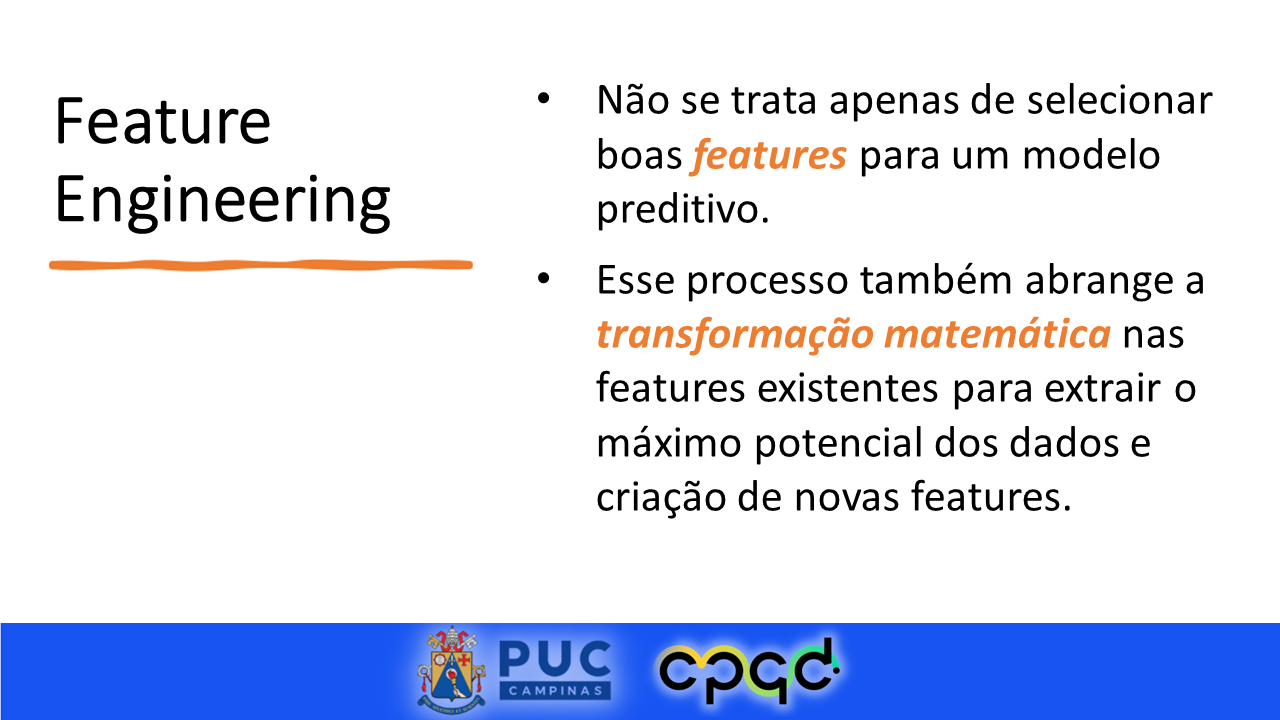 Feature
Engineering
• Não se trata apenas de selecionar
boas features para um modelo
preditivo.
• Esse processo também abrange a
transformação matemática nas
features existentes para extrair o
máximo potencial dos dados e
criação de novas features.
PUC
CAMPINAS
cpqd